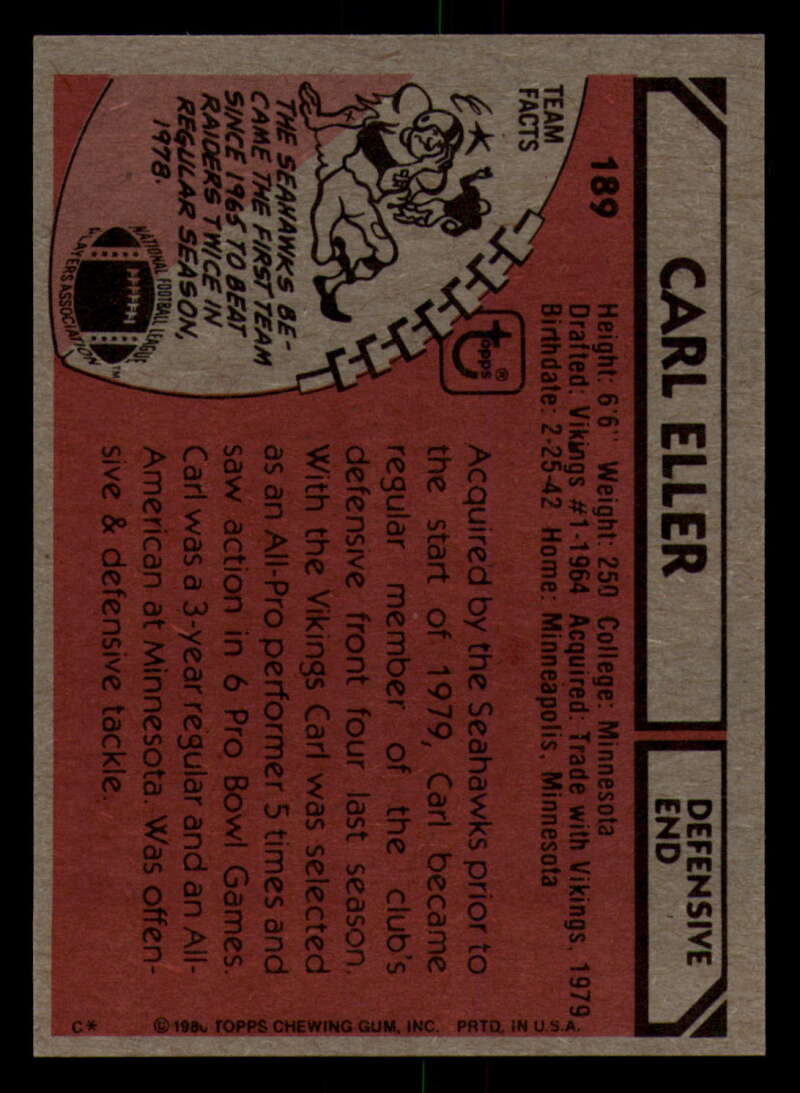 CARL ELLER
DEFENSIVE
END
189
Height: 6'6" Weight: 250 College: Minnesota
Drafted: Vikings #1-1964 Acquired: Trade with Vikings, 1979
Birthdate: 2-25-42 Home: Minneapolis, Minnesota
TEAM
FACTS
THE SEAHAWKS BE-
CAME THE FIRST TEAM
SINCE 1965 TO BEAT
RAIDERS TWICE IN
REGULAR SEASON,
1978.
NATIONAL FOOTBALL LEAGUE
PLAYERS ASSOCIATION™
topps®
Acquired by the Seahawks prior to
the start of 1979, Carl became
regular member of the club's
defensive front four last season.
With the Vikings Carl was selected
as an All-Pro performer 5 times and
saw action in 6 Pro Bowl Games.
Carl was a 3-year regular and an All-
American at Minnesota. Was offen-
sive & defensive tackle.
C* © 1980 TOPPS CHEWING GUM, INC. PRTD. IN U.S.A.